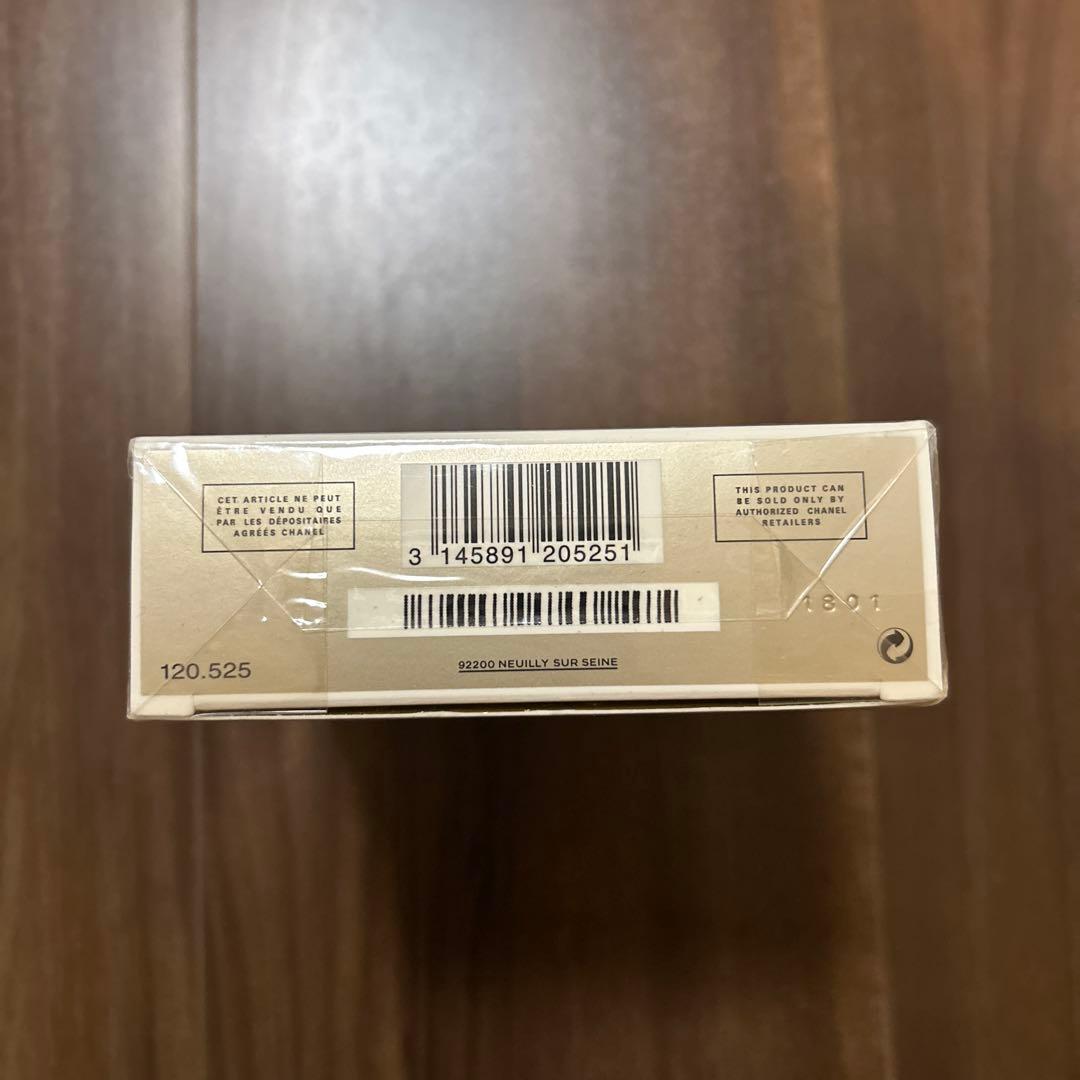 CET ARTICLE NE PEUT
ÊTRE VENDU QUE
PAR LES DÉPOSITAIRES
AGRÉÉS CHANEL
3 145891 205251
THIS PRODUCT CAN
BE SOLD ONLY BY
AUTHORIZED CHANEL
RETAILERS
1801
120.525
92200 NEUILLY SUR SEINE